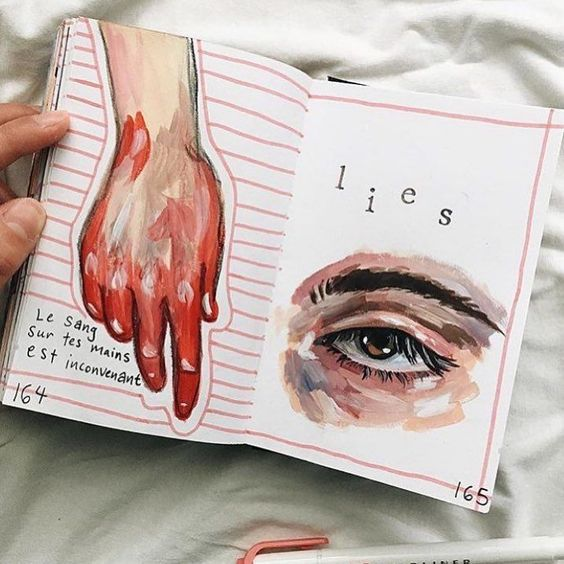 Le sang
sur tes mains
est inconvenant
164
lies
165